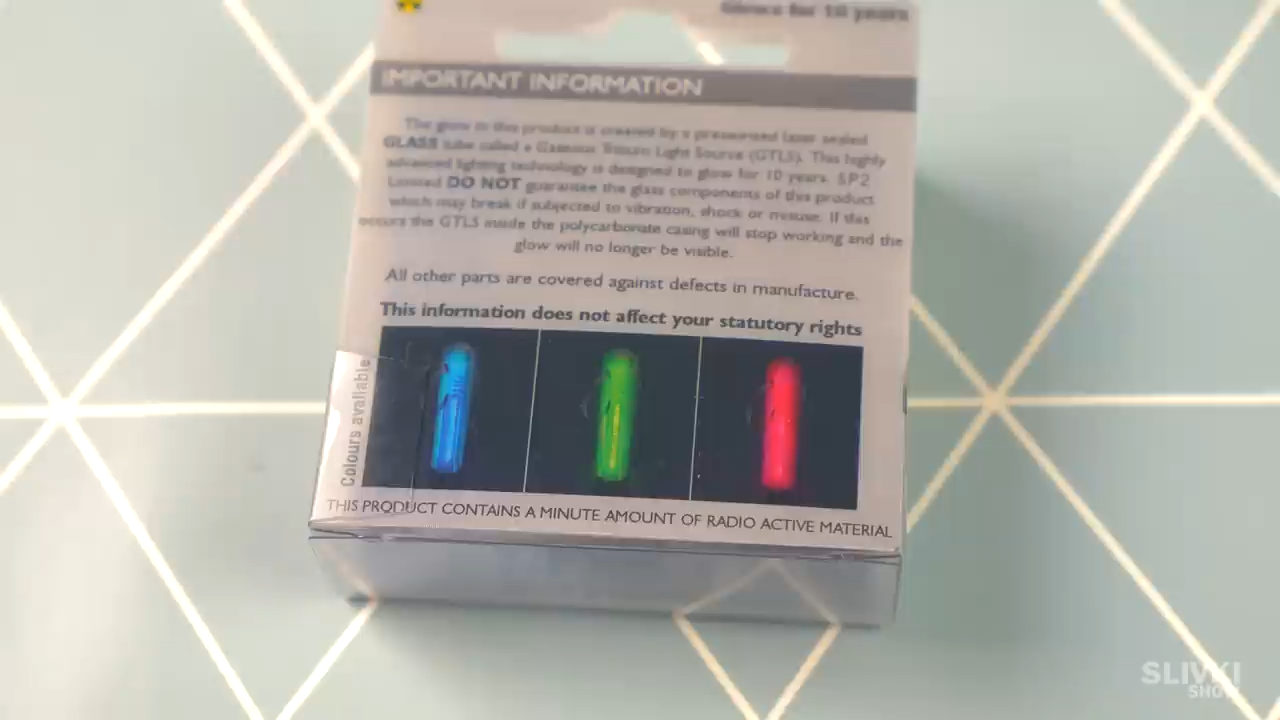 Glows for 10 years
IMPORTANT INFORMATION
The glow in this product is created by a pressurised laser sealed
GLASS tube called a Gaseous Tritium Light Source (GTLS). This highly
advanced lighting technology is designed to glow for 10 years. SP2
Limited DO NOT guarantee the glass components of this product
which may break if subjected to vibration, shock or misuse. If this
occurs the GTLS inside the polycarbonate casing will stop working and the
glow will no longer be visible.
All other parts are covered against defects in manufacture.
This information does not affect your statutory rights
Colours available
THIS PRODUCT CONTAINS A MINUTE AMOUNT OF RADIO ACTIVE MATERIAL
SLIVKI
SHOW